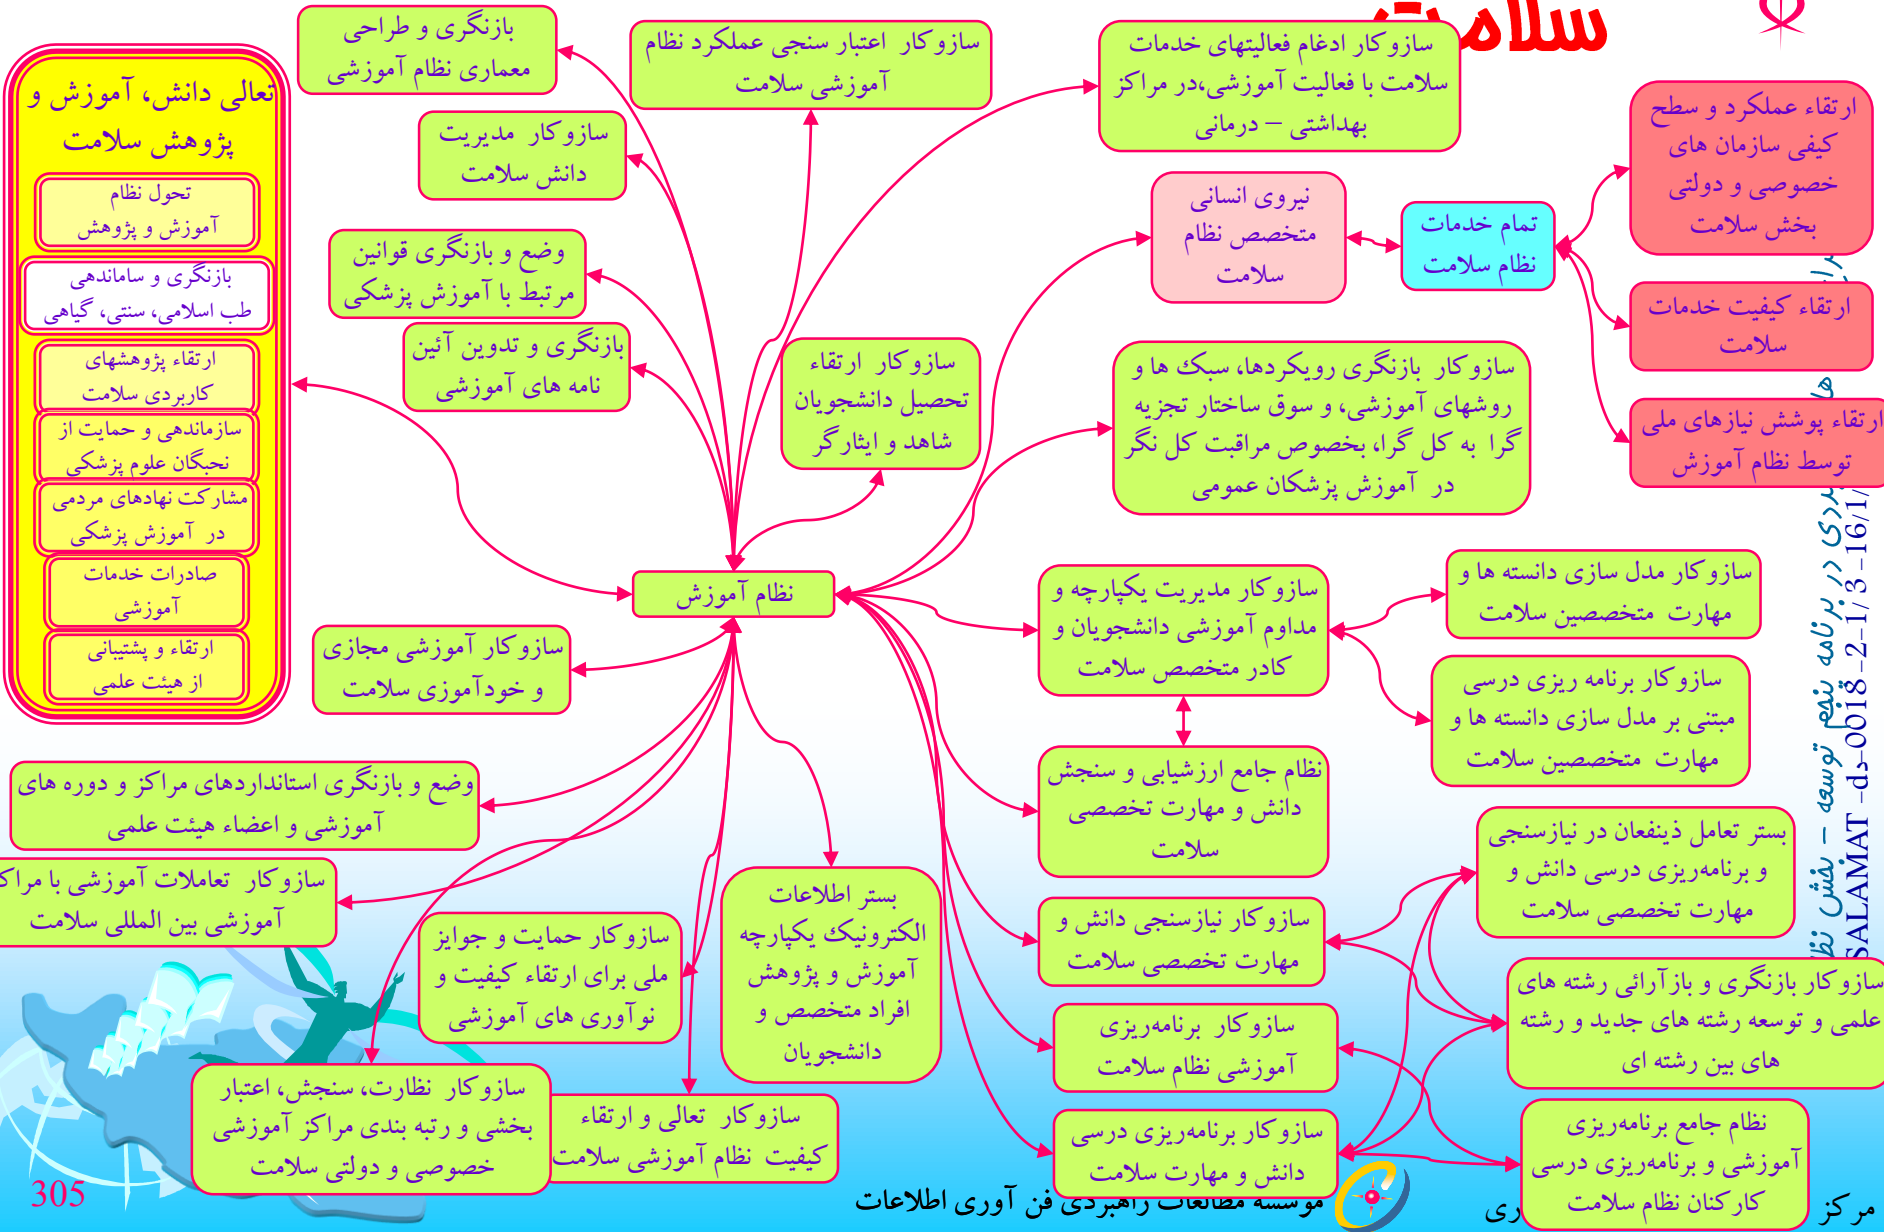 سلامت
بازنگری و طراحی
معماری نظام آموزشی
سازوکار اعتبار سنجی عملکرد نظام
آموزشی سلامت
سازوکار ادغام فعالیتهای خدمات
سلامت با فعالیت آموزشی،در مراکز
بهداشتی – درمانی
ارتقاء عملکرد و سطح
کیفی سازمان های
خصوصی و دولتی
بخش سلامت
تعالی دانش، آموزش و
پژوهش سلامت
تحول نظام
آموزش و پژوهش
بازنگری و ساماندهی
طب اسلامی، سنتی، گیاهی
ارتقاء پژوهشهای
کاربردی سلامت
سازماندهی و حمایت از
نخبگان علوم پزشکی
مشارکت نهادهای مردمی
در آموزش پزشکی
صادرات خدمات
آموزشی
ارتقاء و پشتیبانی
از هیئت علمی
سازوکار مدیریت
دانش سلامت
نیروی انسانی
متخصص نظام
سلامت
تمام خدمات
نظام سلامت
وضع و بازنگری قوانین
مرتبط با آموزش پزشکی
ارتقاء کیفیت خدمات
سلامت
بازنگری و تدوین آئین
نامه های آموزشی
سازوکار ارتقاء
تحصیل دانشجویان
شاهد و ایثارگر
سازوکار بازنگری رویکردها، سبک ها و
روشهای آموزشی، و سوق ساختار تجزیه
گرا به کل گرا، بخصوص مراقبت کل نگر
در آموزش پزشکان عمومی
ارتقاء پوشش نیازهای ملی
توسط نظام آموزش
نظام آموزش
سازوکار مدیریت یکپارچه و
مداوم آموزشی دانشجویان و
کادر متخصص سلامت
سازوکار مدل سازی دانسته ها و
مهارت متخصصین سلامت
سازوکار آموزشی مجازی
و خودآموزی سلامت
سازوکار برنامه ریزی درسی
مبتنی بر مدل سازی دانسته ها و
مهارت متخصصین سلامت
وضع و بازنگری استانداردهای مراکز و دوره های
آموزشی و اعضاء هیئت علمی
نظام جامع ارزشیابی و سنجش
دانش و مهارت تخصصی
سلامت
بستر تعامل ذینفعان در نیازسنجی
و برنامه‌ریزی درسی دانش و
مهارت تخصصی سلامت
سازوکار تعاملات آموزشی با مراک
آموزشی بین المللی سلامت
سازوکار حمایت و جوایز
ملی برای ارتقاء کیفیت و
نوآوری های آموزشی
بستر اطلاعات
الکترونیک یکپارچه
آموزش و پژوهش
افراد متخصص و
دانشجویان
سازوکار نیازسنجی دانش و
مهارت تخصصی سلامت
سازوکار بازنگری و بازآرائی رشته های
علمی و توسعه رشته های جدید و رشته
های بین رشته ای
سازوکار برنامه‌ریزی
آموزشی نظام سلامت
سازوکار نظارت، سنجش، اعتبار
بخشی و رتبه بندی مراکز آموزشی
خصوصی و دولتی سلامت
سازوکار تعالی و ارتقاء
کیفیت نظام آموزشی سلامت
سازوکار برنامه‌ریزی درسی
دانش و مهارت سلامت
نظام جامع برنامه‌ریزی
آموزشی و برنامه‌ریزی درسی
کارکنان نظام سلامت
در برنامه پنجم توسعه – نقش
SALAMAT -ds-0018-2-1/3-16/1/
305
موسسه مطالعات راهبردی فن آوری اطلاعات
مرکز